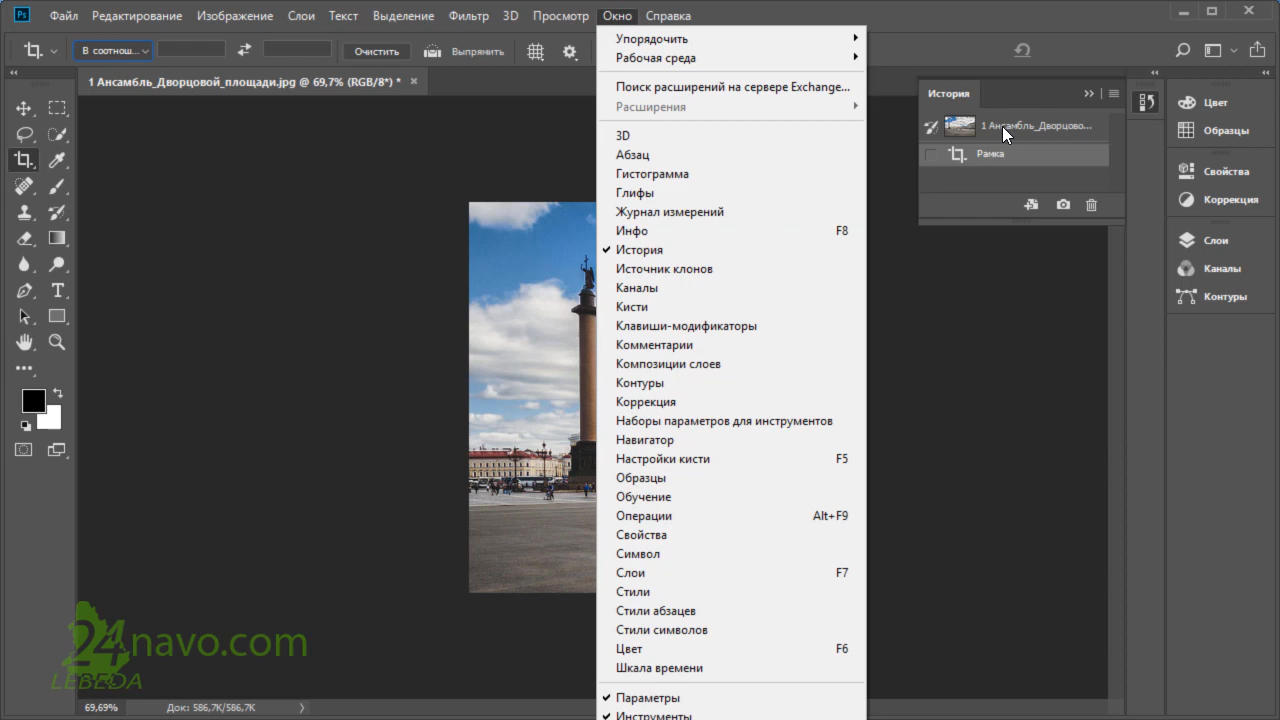 Ps Файл Редактирование Изображение Слои Текст Выделение Фильтр 3D Просмотр Окно Справка
В соотнош... Очистить Выпрямить
1 Ансамбль_Дворцовой_площади.jpg @ 69,7% (RGB/8*) *
Упорядочить
Рабочая среда
Поиск расширений на сервере Exchange...
Расширения
3D
Абзац
Гистограмма
Глифы
Журнал измерений
Инфо F8
История
Источник клонов
Каналы
Кисти
Клавиши-модификаторы
Комментарии
Композиции слоев
Контуры
Коррекция
Наборы параметров для инструментов
Навигатор
Настройки кисти F5
Образцы
Обучение
Операции Alt+F9
Свойства
Символ
Слои F7
Стили
Стили абзацев
Стили символов
Цвет F6
Шкала времени
Параметры
Инструменты
История
1 Ансамбль_Дворцово...
Рамка
Цвет
Образцы
Свойства
Коррекция
Слои
Каналы
Контуры
24navo.com
LEBEDA
69,69% Док: 586,7K/586,7K